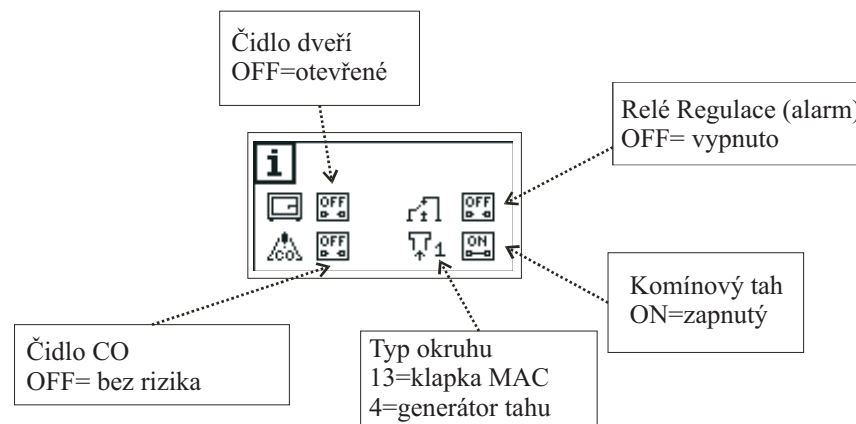 Čidlo dveří
OFF=otevřené
Relé Regulace (alarm)
OFF= vypnuto
i
OFF
OFF
CO
OFF
1
ON
Komínový tah
ON=zapnutý
Čidlo CO
OFF= bez rizika
Typ okruhu
13=klapka MAC
4=generátor tahu